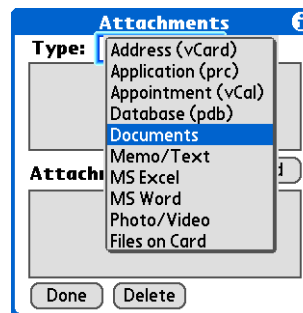 Attachments
Type:
Address (vCard)
Application (prc)
Appointment (vCal)
Database (pdb)
Documents
Memo/Text
MS Excel
MS Word
Photo/Video
Files on Card
Done
Delete